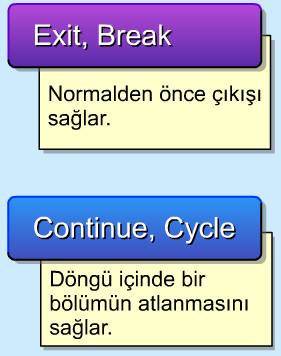 Exit, Break
Normalden önce çıkışı
sağlar.
Continue, Cycle
Döngü içinde bir
bölümün atlanmasını
sağlar.